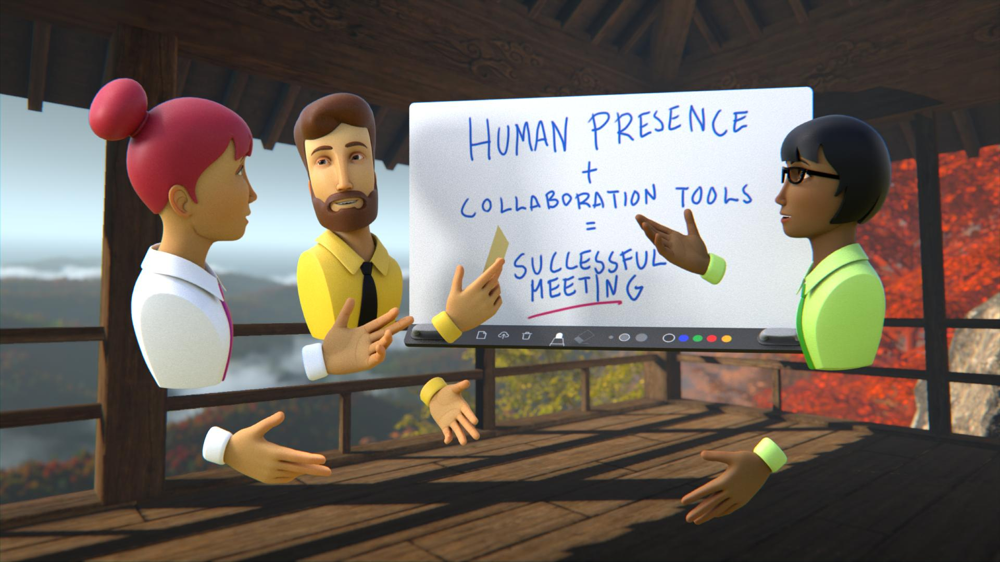 HUMAN PRESENCE
+
COLLABORATION TOOLS
=
SUCCESSFUL
MEETING